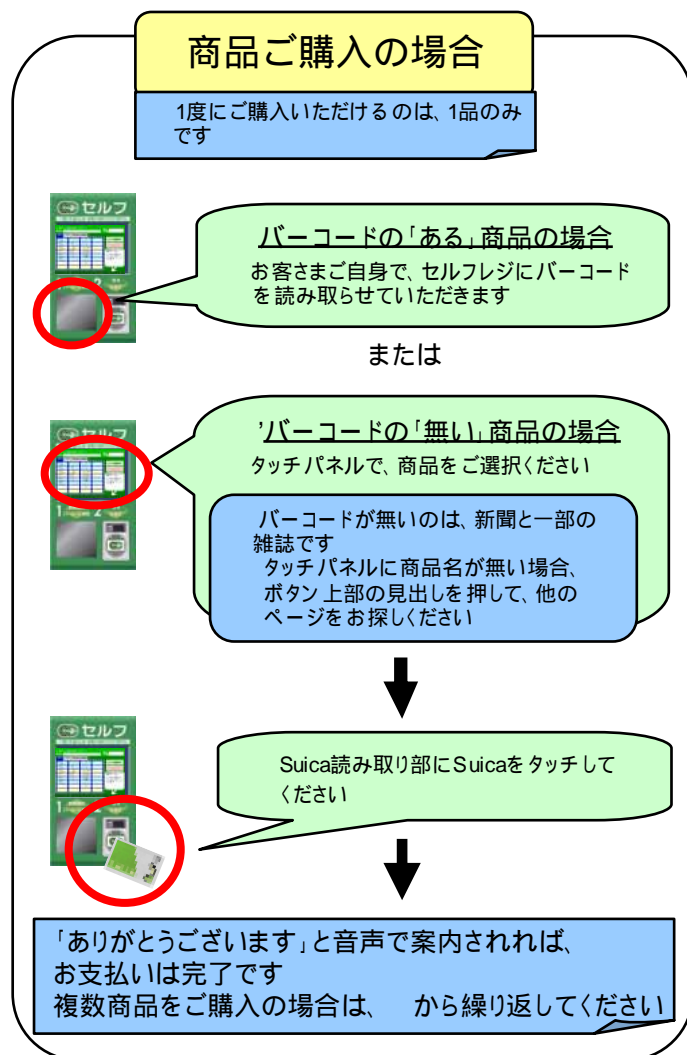 商品ご購入の場合
1度にご購入いただけるのは、1品のみ
です
セルフ
バーコードの「ある」商品の場合
お客さまご自身で、セルフレジにバーコード
を読み取らせていただきます
または
セルフ
'バーコードの「無い」商品の場合
タッチパネルで、商品をご選択ください
1 2
バーコードが無いのは、新聞と一部の
雑誌です
タッチパネルに商品名が無い場合、
ボタン上部の見出しを押して、他の
ページをお探しください
セルフ
Suica読み取り部にSuicaをタッチして
ください
1 2
「ありがとうございます」と音声で案内されれば、
お支払いは完了です
複数商品をご購入の場合は、　から繰り返してください